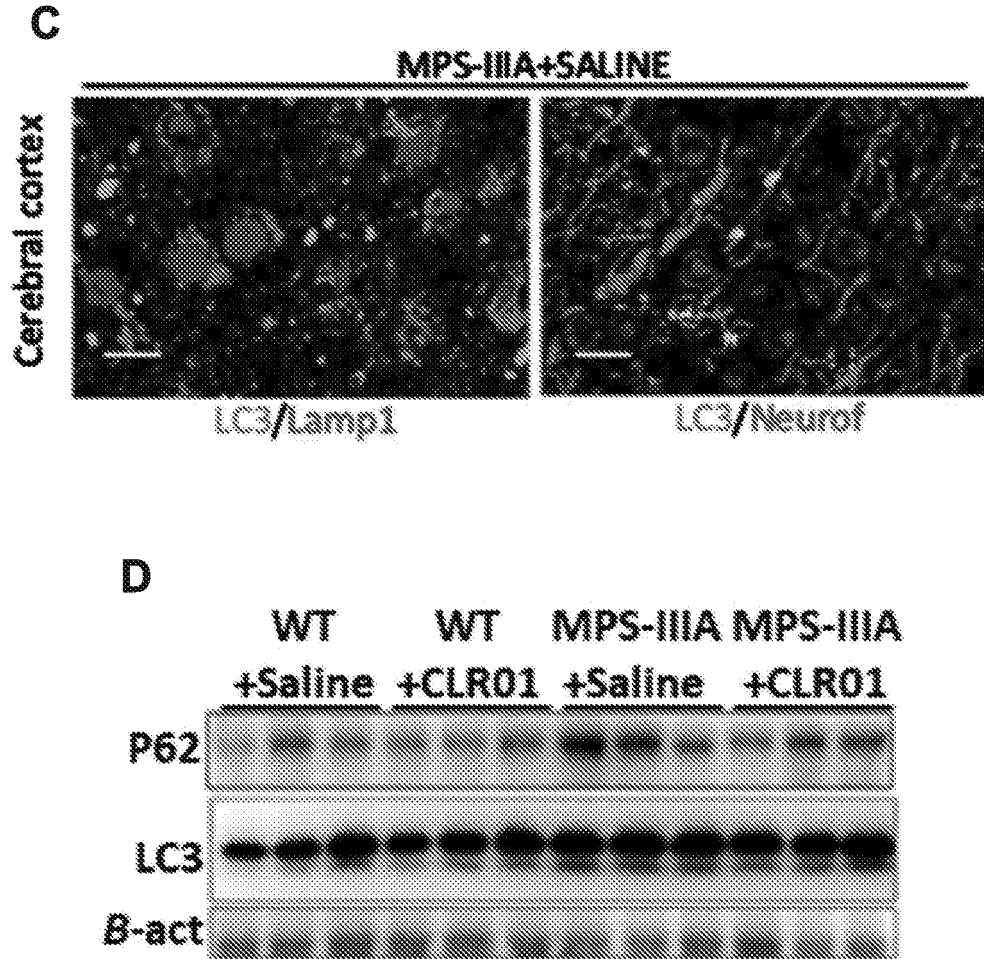 C
MPS-IIIA+SALINE
Cerebral cortex
LC3/Lamp1
LC3/Neurof
D
WT WT MPS-IIIA MPS-IIIA
+Saline +CLR01 +Saline +CLR01
P62
LC3
B-act